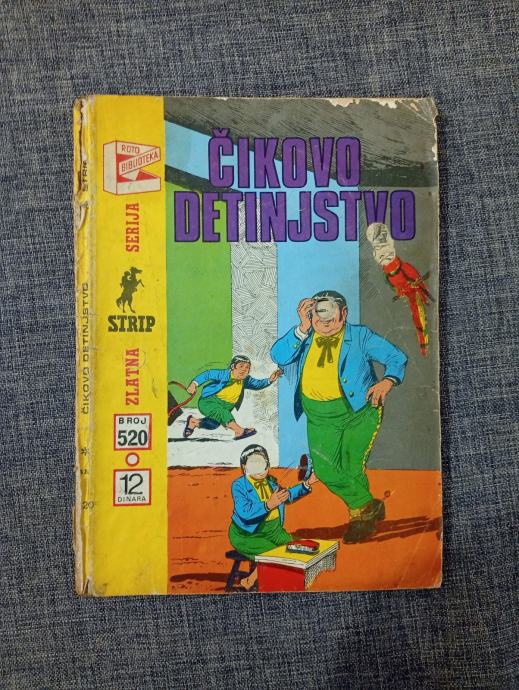 ROTO
BIBLIOTEKA
ČIKOVO
DETINJSTVO
ZLATNA
STRIP
SERIJA
BROJ
520
12
DINARA
ČIKOVO DETINJSTVO